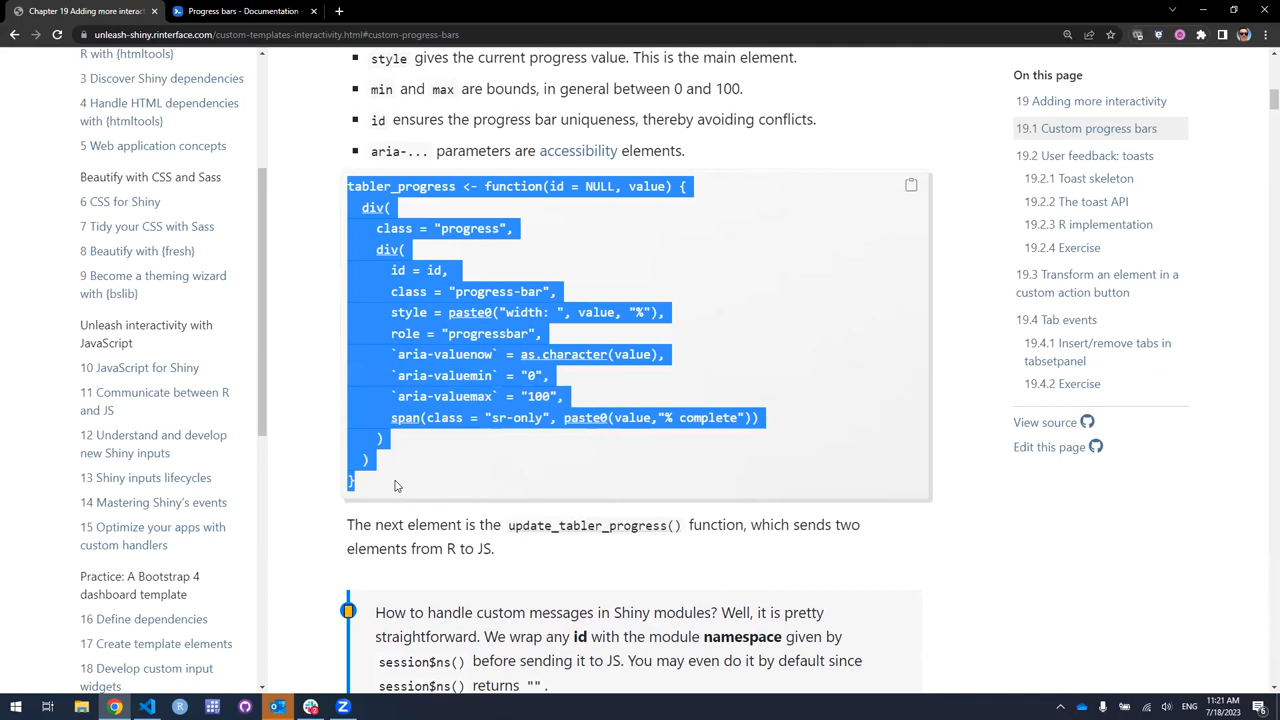 Chapter 19 Adding more interac
Progress bars - Documentation -
unleash-shiny.rinterface.com/custom-templates-interactivity.html#custom-progress-bars
R with {htmltools}
3 Discover Shiny dependencies
4 Handle HTML dependencies
with {htmltools}
5 Web application concepts
Beautify with CSS and Sass
6 CSS for Shiny
7 Tidy your CSS with Sass
8 Beautify with {fresh}
9 Become a theming wizard
with {bslib}
Unleash interactivity with
JavaScript
10 JavaScript for Shiny
11 Communicate between R
and JS
12 Understand and develop
new Shiny inputs
13 Shiny inputs lifecycles
14 Mastering Shiny's events
15 Optimize your apps with
custom handlers
Practice: A Bootstrap 4
dashboard template
16 Define dependencies
17 Create template elements
18 Develop custom input
widgets
style gives the current progress value. This is the main element.
min and max are bounds, in general between 0 and 100.
id ensures the progress bar uniqueness, thereby avoiding conflicts.
aria-... parameters are accessibility elements.
tabler_progress <- function(id = NULL, value) {
div(
class = "progress",
div(
id = id,
class = "progress-bar",
style = paste0("width: ", value, "%"),
role = "progressbar",
`aria-valuenow` = as.character(value),
`aria-valuemin` = "0",
`aria-valuemax` = "100",
span(class = "sr-only", paste0(value,"% complete"))
)
)
}
The next element is the update_tabler_progress() function, which sends two
elements from R to JS.
How to handle custom messages in Shiny modules? Well, it is pretty
straightforward. We wrap any id with the module namespace given by
session$ns() before sending it to JS. You may even do it by default since
session$ns() returns "".
On this page
19 Adding more interactivity
19.1 Custom progress bars
19.2 User feedback: toasts
19.2.1 Toast skeleton
19.2.2 The toast API
19.2.3 R implementation
19.2.4 Exercise
19.3 Transform an element in a
custom action button
19.4 Tab events
19.4.1 Insert/remove tabs in
tabsetpanel
19.4.2 Exercise
View source
Edit this page
ENG
11:21 AM
7/18/2023